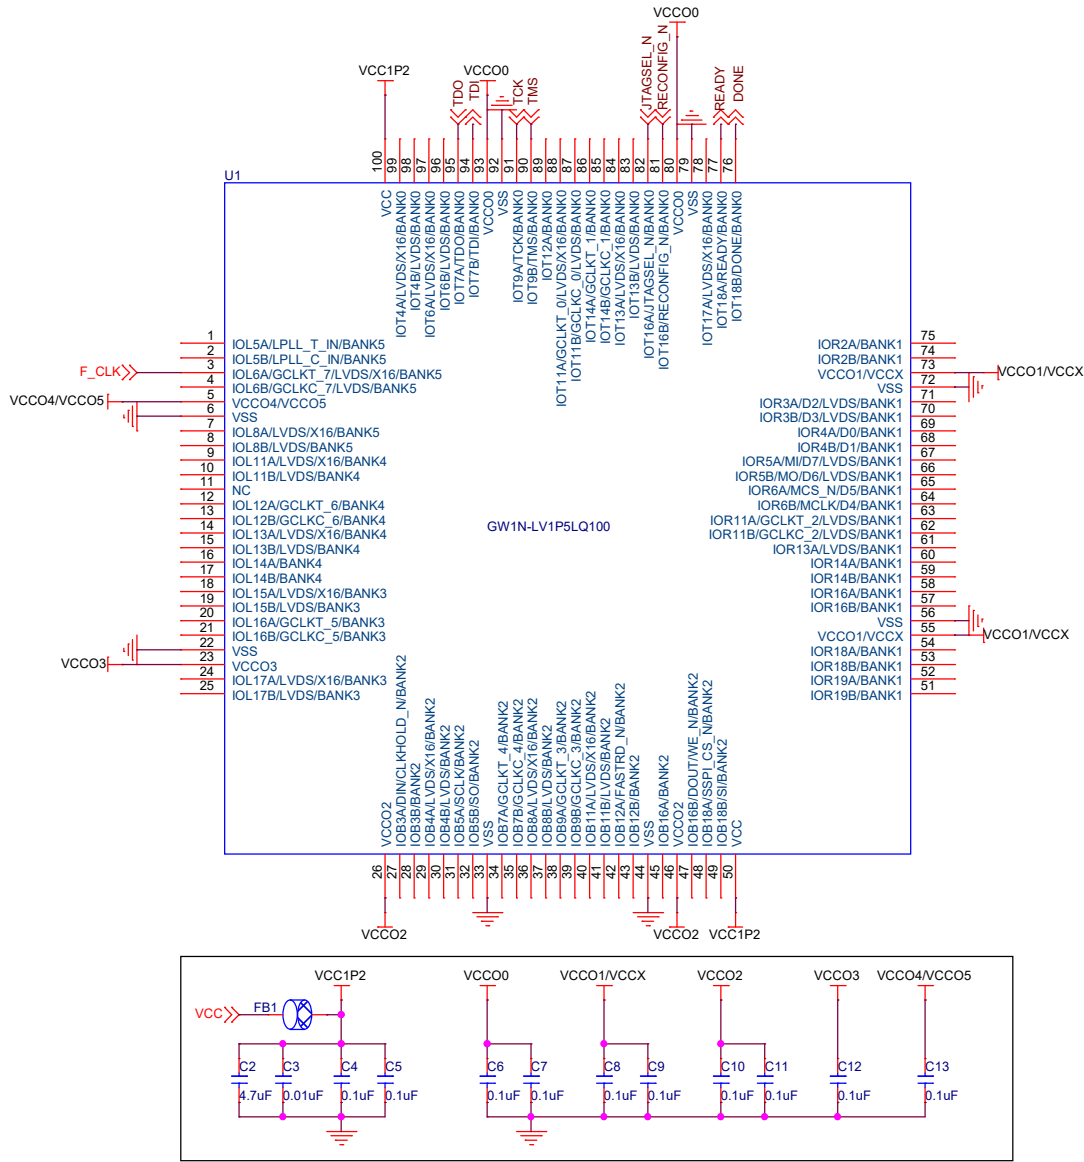 VCCO0
VCC1P2
VCCO0
TDO
TDI
TCK
TMS
JTAGSEL_N
RECONFIG_N
READY
DONE
100
99
98
97
96
95
94
93
92
91
90
89
88
87
86
85
84
83
82
81
80
79
78
77
76
U1
VCC
IOT4A/LVDS/X16/BANK0
IOT4B/LVDS/BANK0
IOT6A/LVDS/X16/BANK0
IOT6B/LVDS/BANK0
IOT7A/TDO/BANK0
IOT7B/TDI/BANK0
VCCO0
VSS
IOT9A/TCK/BANK0
IOT9B/TMS/BANK0
IOT12A/BANK0
IOT11A/GCLKT_0/LVDS/X16/BANK0
IOT11B/GCLKC_0/LVDS/BANK0
IOT14A/GCLKT_1/BANK0
IOT14B/GCLKC_1/BANK0
IOT13A/LVDS/X16/BANK0
IOT13B/LVDS/BANK0
IOT16A/JTAGSEL_N/BANK0
IOT16B/RECONFIG_N/BANK0
VCCO0
VSS
IOT17A/LVDS/X16/BANK0
IOT18A/READY/BANK0
IOT18B/DONE/BANK0
1 IOL5A/LPLL_T_IN/BANK5
2 IOL5B/LPLL_C_IN/BANK5
F_CLK 3 IOL6A/GCLKT_7/LVDS/X16/BANK5
4 IOL6B/GCLKC_7/LVDS/BANK5
VCCO4/VCCO5 5 VCCO4/VCCO5
6 VSS
7 IOL8A/LVDS/X16/BANK5
8 IOL8B/LVDS/BANK5
9 IOL11A/LVDS/X16/BANK4
10 IOL11B/LVDS/BANK4
11 NC
12 IOL12A/GCLKT_6/BANK4
13 IOL12B/GCLKC_6/BANK4
14 IOL13A/LVDS/X16/BANK4
15 IOL13B/LVDS/BANK4
16 IOL14A/BANK4
17 IOL14B/BANK4
18 IOL15A/LVDS/X16/BANK3
19 IOL15B/LVDS/BANK3
20 IOL16A/GCLKT_5/BANK3
21 IOL16B/GCLKC_5/BANK3
22 VSS
VCCO3 23 VCCO3
24 IOL17A/LVDS/X16/BANK3
25 IOL17B/LVDS/BANK3
GW1N-LV1P5LQ100
IOR2A/BANK1 75
IOR2B/BANK1 74
VCCO1/VCCX 73 VCCO1/VCCX
VSS 72
IOR3A/D2/LVDS/BANK1 71
IOR3B/D3/LVDS/BANK1 70
IOR4A/D0/BANK1 69
IOR4B/D1/BANK1 68
IOR5A/MI/D7/LVDS/BANK1 67
IOR5B/MO/D6/LVDS/BANK1 66
IOR6A/MCS_N/D5/BANK1 65
IOR6B/MCLK/D4/BANK1 64
IOR11A/GCLKT_2/LVDS/BANK1 63
IOR11B/GCLKC_2/LVDS/BANK1 62
IOR13A/LVDS/BANK1 61
IOR14A/BANK1 60
IOR14B/BANK1 59
IOR16A/BANK1 58
IOR16B/BANK1 57
VSS 56
VCCO1/VCCX 55 VCCO1/VCCX
IOR18A/BANK1 54
IOR18B/BANK1 53
IOR19A/BANK1 52
IOR19B/BANK1 51
VCCO2
IOB3A/DIN/CLKHOLD_N/BANK2
IOB3B/BANK2
IOB4A/LVDS/X16/BANK2
IOB4B/LVDS/BANK2
IOB5A/SCLK/BANK2
IOB5B/SO/BANK2
VSS
IOB7A/GCLKT_4/BANK2
IOB7B/GCLKC_4/BANK2
IOB8A/LVDS/X16/BANK2
IOB8B/LVDS/BANK2
IOB9A/GCLKT_3/BANK2
IOB9B/GCLKC_3/BANK2
IOB11A/LVDS/X16/BANK2
IOB11B/LVDS/BANK2
IOB12A/FASTRD_N/BANK2
IOB12B/BANK2
VSS
IOB16A/BANK2
VCCO2
IOB16B/DOUT/WE_N/BANK2
IOB18A/SSPI_CS_N/BANK2
IOB18B/SI/BANK2
VCC
26
27
28
29
30
31
32
33
34
35
36
37
38
39
40
41
42
43
44
45
46
47
48
49
50
VCCO2
VCCO2
VCC1P2
VCC1P2
VCCO0
VCCO1/VCCX
VCCO2
VCCO3
VCCO4/VCCO5
VCC
FB1
C2
C3
C4
C5
C6
C7
C8
C9
C10
C11
C12
C13
4.7uF
0.01uF
0.1uF
0.1uF
0.1uF
0.1uF
0.1uF
0.1uF
0.1uF
0.1uF
0.1uF
0.1uF